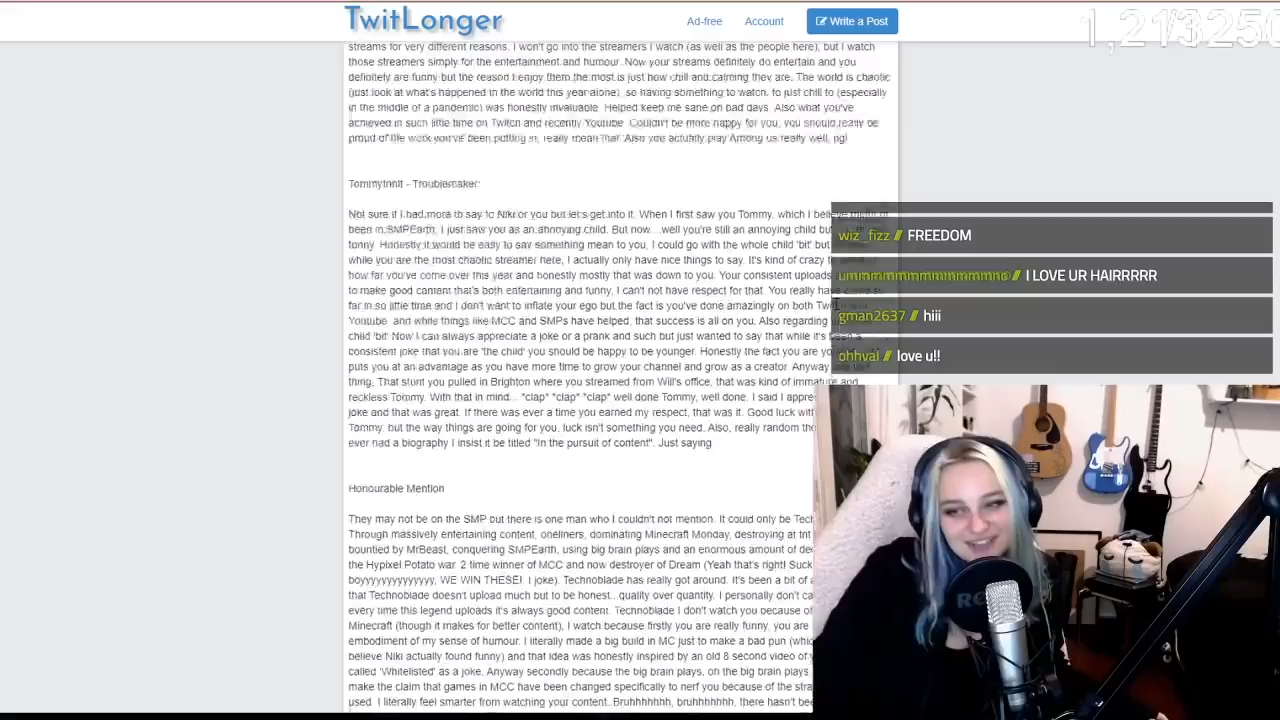 TwitLonger
Ad-free
Account
Write a Post
streams for very different reasons. I won't go into the streamers I watch (as well as the people here), but I watch
those streamers simply for the entertainment and humour. Now your streams definitely do entertain and you
definitely are funny but the reason I enjoy them the most is just how chill and calming they are. The world is chaotic
(just look at what's happened in the world this year alone), so having something to watch, to just chill to (especially
in the middle of a pandemic) was honestly invaluable. Helped keep me sane on bad days. Also what you've
achieved in such little time on Twitch and recently Youtube. Couldn't be more happy for you, you should really be
proud of the work you've been putting in, really mean that. Also you actually play Among us really well, ng!
TommyInnit - Troublemaker
Not sure if I had more to say to Niki or you but let's get into it. When I first saw you Tommy, which I believe
been in SMPEarth, I just saw you as an annoying child. But now....well you're still an annoying child but
funny. Honestly it would be easy to say something mean to you, I could go with the whole child 'bit' but
while you are the most chaotic streamer here, I actually only have nice things to say. It's kind of crazy to
how far you've come over this year and honestly mostly that was down to you. Your consistent uploads
to make good content that's both entertaining and funny, I can't not have respect for that. You really have
far in so little time and I don't want to inflate your ego but the fact is you've done amazingly on both
Youtube, and while things like MCC and SMPs have helped, that success is all on you. Also regarding
child 'bit' Now I can always appreciate a joke or a prank and such but just wanted to say that while it's been a
consistent joke that you are 'the child' you should be happy to be younger. Honestly the fact you are
puts you at an advantage as you have more time to grow your channel and grow as a creator. Anyway
thing, That stunt you pulled in Brighton where you streamed from Will's office, that was kind of immature and
reckless Tommy. With that in mind... *clap* *clap* *clap* well done Tommy, well done. I said I
joke and that was great. If there was ever a time you earned my respect, that was it. Good luck
Tommy, but the way things are going for you, luck isn't something you need. Also, really random
ever had a biography I insist it be titled "In the pursuit of content". Just saying
Honourable Mention
They may not be on the SMP but there is one man who I couldn't not mention. It could only be
Through massively entertaining content, oneliners, dominating Minecraft Monday, destroying at tnt
bountied by MrBeast, conquering SMPEarth, using big brain plays and an enormous amount of
the Hypixel Potato war, 2 time winner of MCC and now destroyer of Dream (Yeah that's right! Suck
boyyyyyyyyyyyyy, WE WIN THESE!, I joke). Technoblade has really got around. It's been a bit of
that Technoblade doesn't upload much but to be honest...quality over quantity. I personally don't
every time this legend uploads it's always good content. Technoblade I don't watch you because of
Minecraft (though it makes for better content), I watch because firstly you are really funny, you are
embodiment of my sense of humour. I literally made a big build in MC just to make a bad pun
believe Niki actually found funny) and that idea was honestly inspired by an old 8 second video of
called 'Whitelisted' as a joke. Anyway secondly because the big brain plays, oh the big brain plays
make the claim that games in MCC have been changed specifically to nerf you because of the
used. I literally feel smarter from watching your content. Bruhhhhhh, bruhhhhhh, there hasn't
wiz_fizz // FREEDOM
// I LOVE UR HAIRRRRR
gman2637 // hiii
ohhval // love u!!